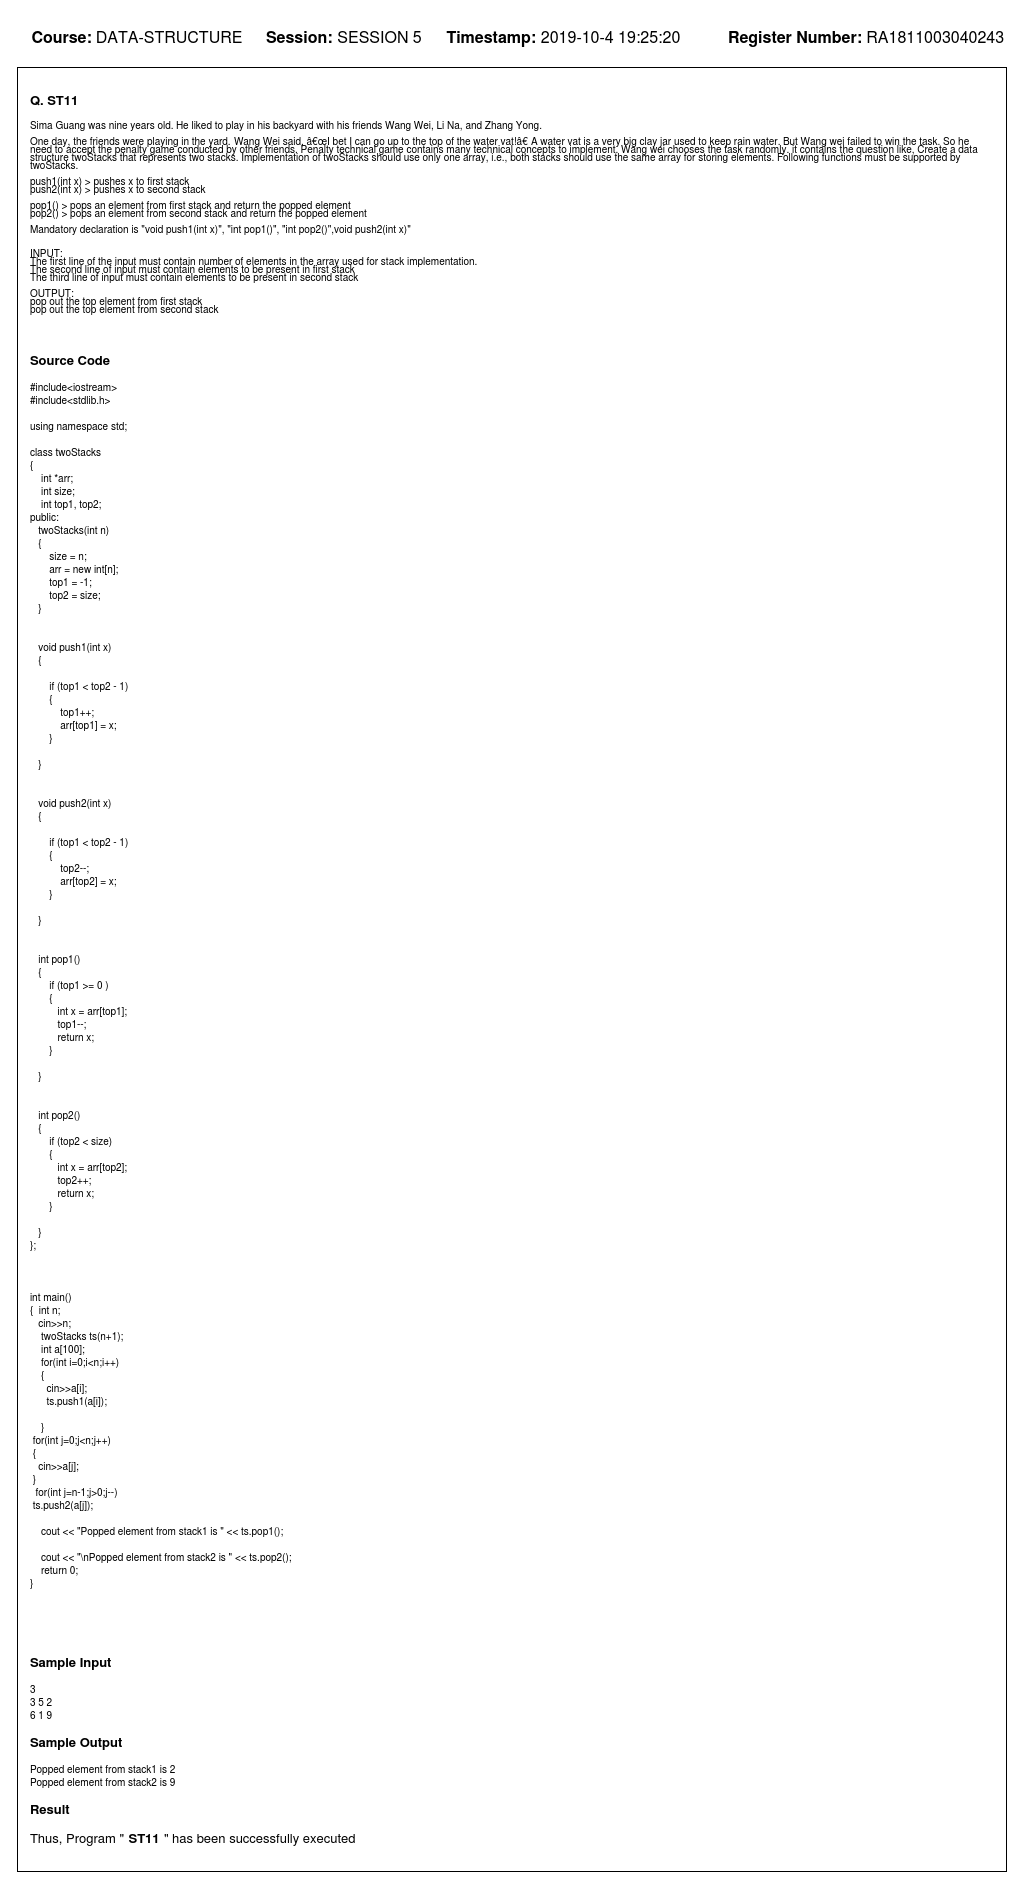 Course: DATA-STRUCTURE Session: SESSION 5 Timestamp: 2019-10-4 19:25:20 Register Number: RA1811003040243
Q. ST11
Sima Guang was nine years old. He liked to play in his backyard with his friends Wang Wei, Li Na, and Zhang Yong.
One day, the friends were playing in the yard. Wang Wei said, â€œI bet I can go up to the top of the water vat!â€ A water vat is a very big clay jar used to keep rain water. But Wang wei failed to win the task. So he
need to accept the penalty game conducted by other friends. Penalty technical game contains many technical concepts to implement. Wang wei chooses the task randomly, it contains the question like, Create a data
structure twoStacks that represents two stacks. Implementation of twoStacks should use only one array, i.e., both stacks should use the same array for storing elements. Following functions must be supported by
twoStacks.
push1(int x) > pushes x to first stack
push2(int x) > pushes x to second stack
pop1() > pops an element from first stack and return the popped element
pop2() > pops an element from second stack and return the popped element
Mandatory declaration is "void push1(int x)", "int pop1()", "int pop2()",void push2(int x)"
INPUT:
The first line of the input must contain number of elements in the array used for stack implementation.
The second line of input must contain elements to be present in first stack
The third line of input must contain elements to be present in second stack
OUTPUT:
pop out the top element from first stack
pop out the top element from second stack
Source Code
#include<iostream>
#include<stdlib.h>
using namespace std;
class twoStacks
{
int *arr;
int size;
int top1, top2;
public:
twoStacks(int n)
{
size = n;
arr = new int[n];
top1 = -1;
top2 = size;
}
void push1(int x)
{
if (top1 < top2 - 1)
{
top1++;
arr[top1] = x;
}
}
void push2(int x)
{
if (top1 < top2 - 1)
{
top2--;
arr[top2] = x;
}
}
int pop1()
{
if (top1 >= 0 )
{
int x = arr[top1];
top1--;
return x;
}
}
int pop2()
{
if (top2 < size)
{
int x = arr[top2];
top2++;
return x;
}
}
};
int main()
{ int n;
cin>>n;
twoStacks ts(n+1);
int a[100];
for(int i=0;i<n;i++)
{
cin>>a[i];
ts.push1(a[i]);
}
for(int j=0;j<n;j++)
{
cin>>a[j];
}
for(int j=n-1;j>0;j--)
ts.push2(a[j]);
cout << "Popped element from stack1 is " << ts.pop1();
cout << "\nPopped element from stack2 is " << ts.pop2();
return 0;
}
Sample Input
3
3 5 2
6 1 9
Sample Output
Popped element from stack1 is 2
Popped element from stack2 is 9
Result
Thus, Program " ST11 " has been successfully executed